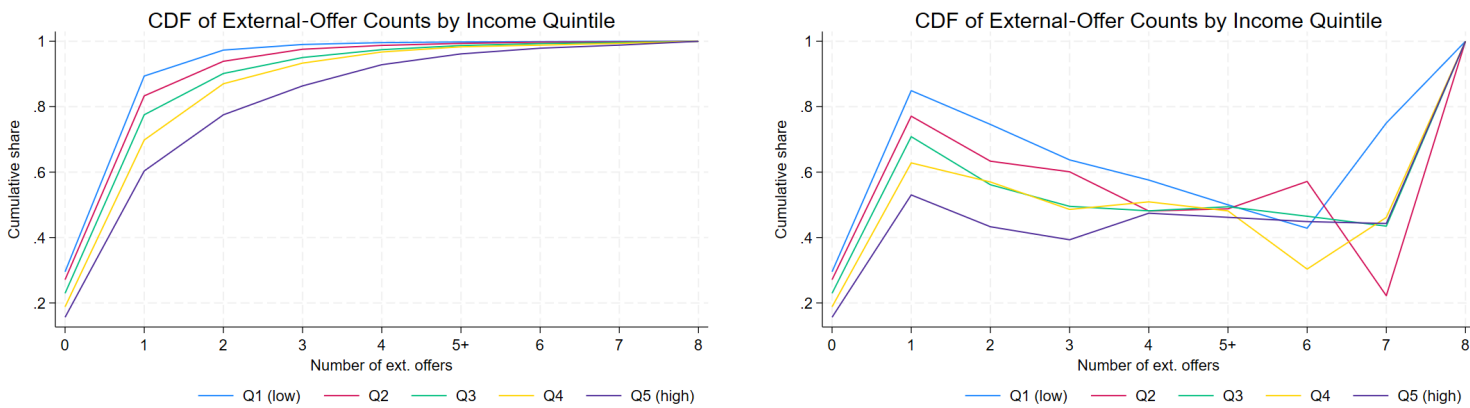 CDF of External-Offer Counts by Income Quintile
Cumulative share
1
.8
.6
.4
.2
0 1 2 3 4 5+ 6 7 8
Number of ext. offers
Q1 (low) Q2 Q3 Q4 Q5 (high)
CDF of External-Offer Counts by Income Quintile
Cumulative share
1
.8
.6
.4
.2
0 1 2 3 4 5+ 6 7 8
Number of ext. offers
Q1 (low) Q2 Q3 Q4 Q5 (high)